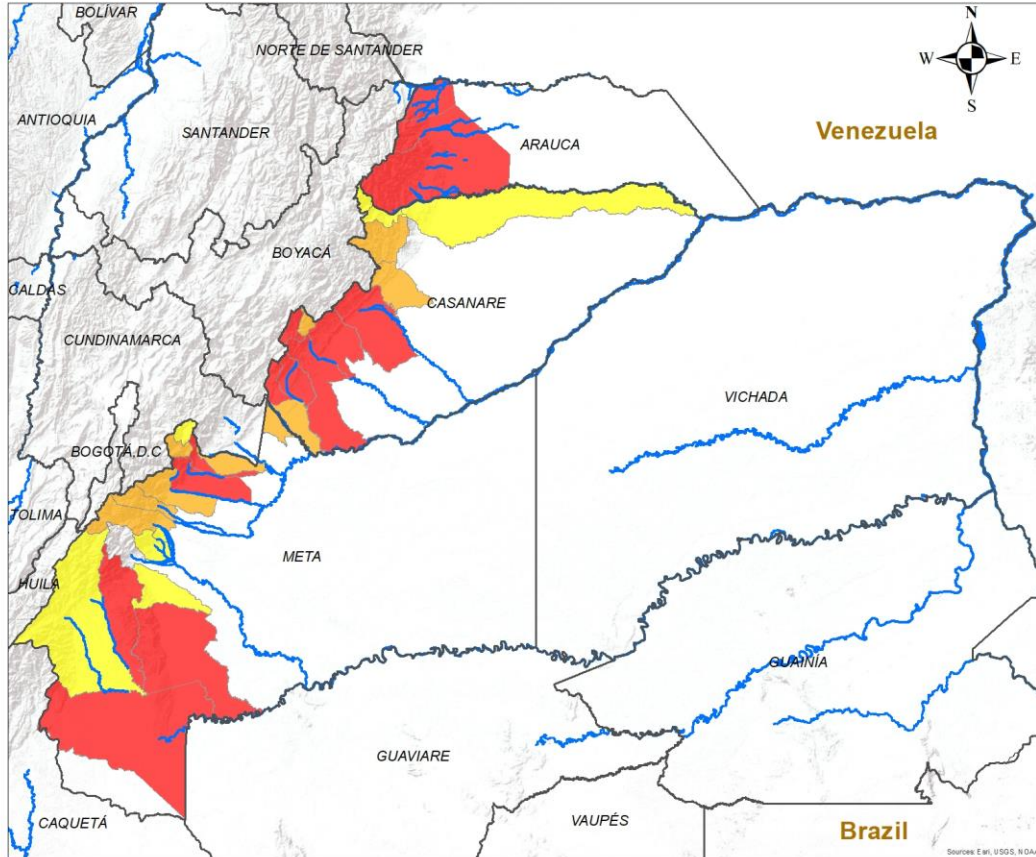 BOLÍVAR
N
NORTE DE SANTANDER
W E
S
ANTIOQUIA
SANTANDER
ARAUCA
Venezuela
BOYACÁ
CALDAS
CASANARE
CUNDINAMARCA
VICHADA
BOGOTÁ,D.C
TOLIMA
META
HUILA
GUAINÍA
GUAVIARE
CAQUETÁ
VAUPÉS
Brazil
Sources: Esri, USGS, NOAA